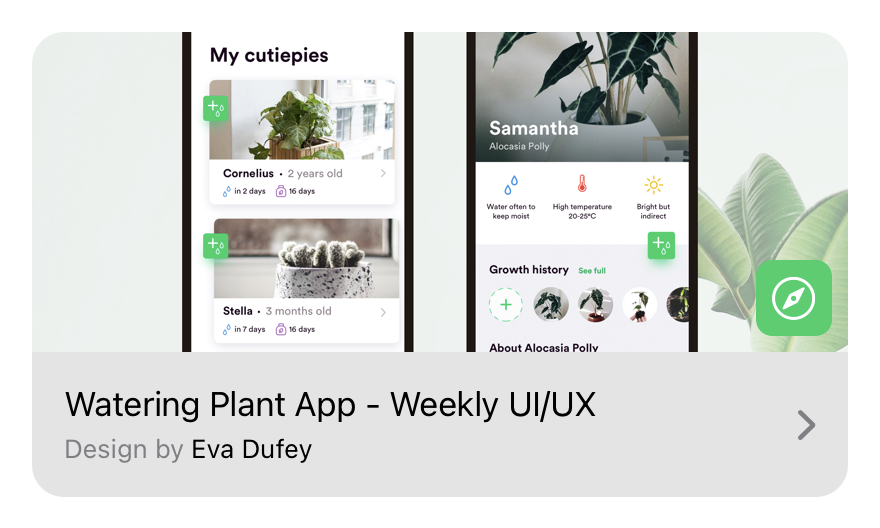 My cutiepies
Cornelius • 2 years old
in 2 days
16 days
Stella • 3 months old
in 7 days
16 days
Samantha
Alocasia Polly
Water often to
keep moist
High temperature
20-25°C
Bright but
indirect
Growth history
See full
About Alocasia Polly
Watering Plant App - Weekly UI/UX
Design by Eva Dufey